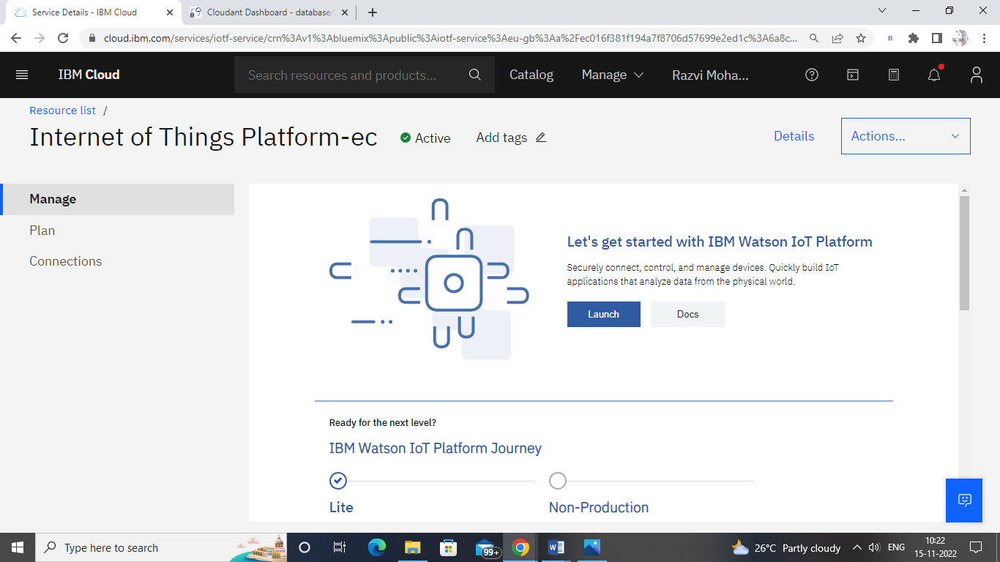 Service Details - IBM Cloud
Cloudant Dashboard - database/
cloud.ibm.com/services/iotf-service/crn%3Av1%3Abluemix%3Apublic%3Aiotf-service%3Aeu-gb%3Aa%2Fec016f381f194a7f8706d57699e2ed1c%3A6a8c...
B
IBM Cloud
Search resources and products...
Catalog
Manage
Razvi Moha...
Resource list /
Internet of Things Platform-ec
Active
Add tags
Details
Actions...
Manage
Plan
Connections
Let's get started with IBM Watson IoT Platform
Securely connect, control, and manage devices. Quickly build IoT
applications that analyze data from the physical world.
Launch
Docs
Ready for the next level?
IBM Watson IoT Platform Journey
Lite
Non-Production
Type here to search
99+
26°C Partly cloudy
ENG
10:22
15-11-2022